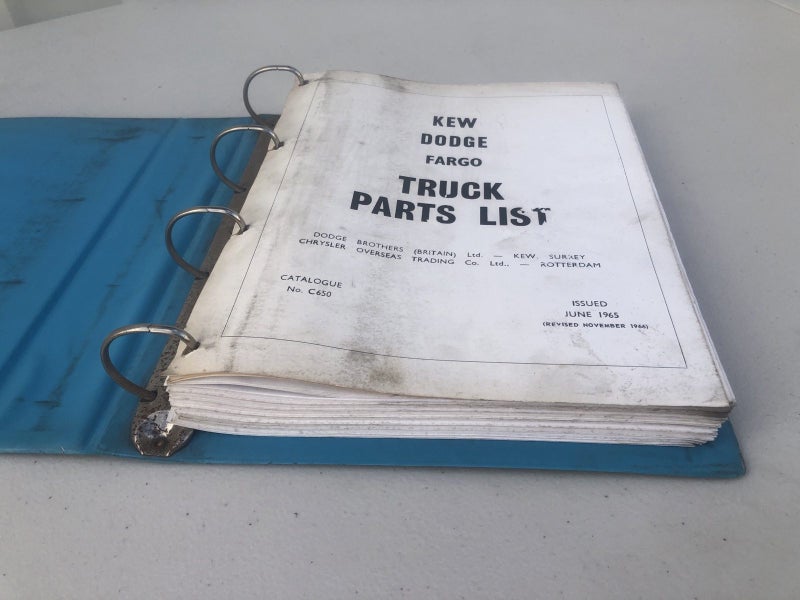 KEW
DODGE
FARGO
TRUCK
PARTS LIST
DODGE BROTHERS (BRITAIN) Ltd. — KEW, SURREY
CHRYSLER OVERSEAS TRADING Co. Ltd., — ROTTERDAM
CATALOGUE
No. C650
ISSUED
JUNE 1965
(REVISED NOVEMBER 1966)